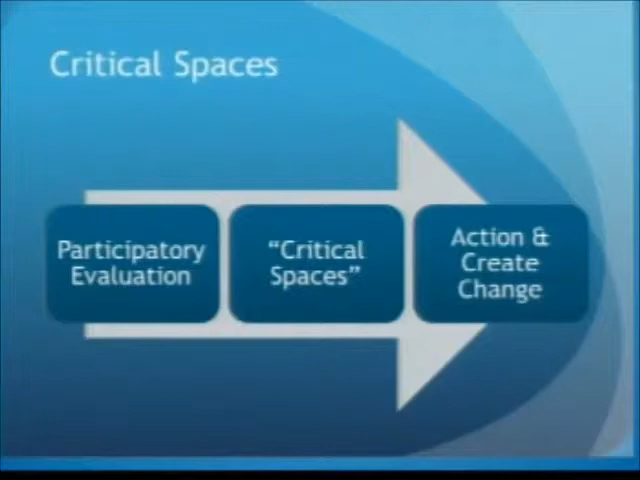 Critical Spaces
Participatory
Evaluation
“Critical
Spaces”
Action &
Create
Change